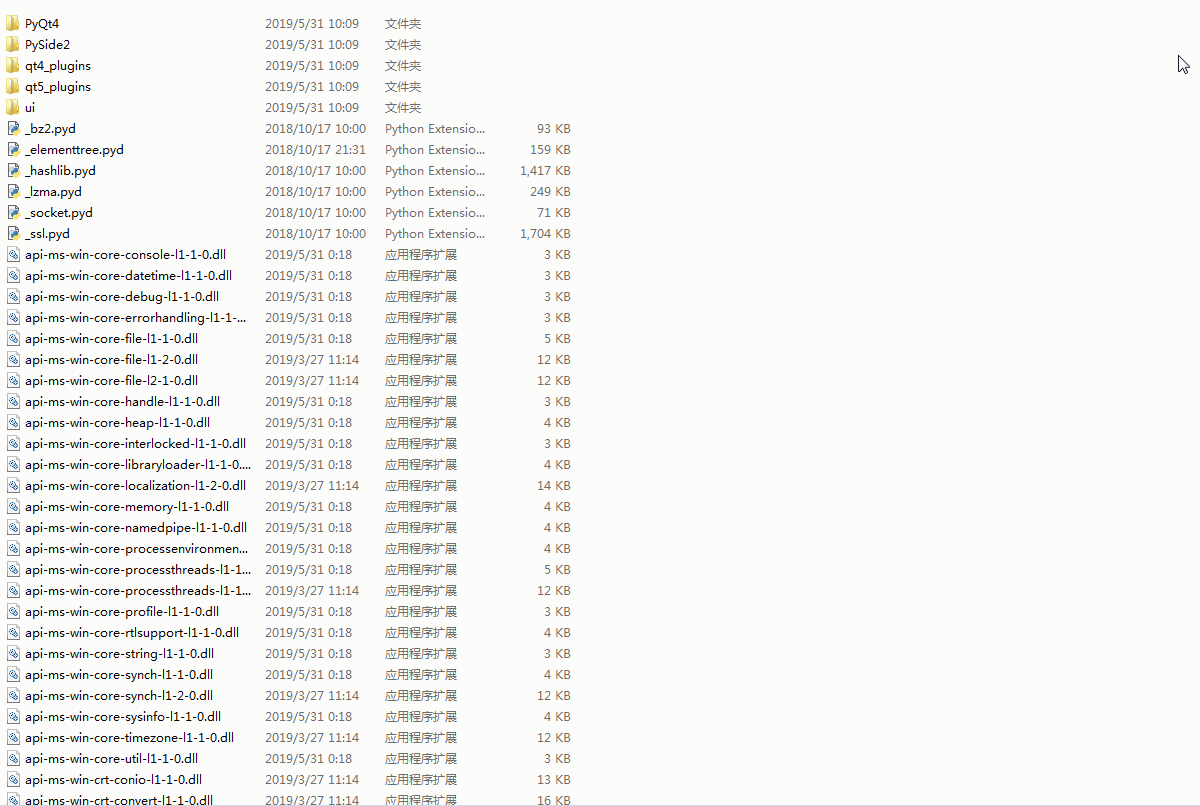 PyQt4 2019/5/31 10:09 文件夹
PySide2 2019/5/31 10:09 文件夹
qt4_plugins 2019/5/31 10:09 文件夹
qt5_plugins 2019/5/31 10:09 文件夹
ui 2019/5/31 10:09 文件夹
_bz2.pyd 2018/10/17 10:00 Python Extensio... 93 KB
_elementtree.pyd 2018/10/17 21:31 Python Extensio... 159 KB
_hashlib.pyd 2018/10/17 10:00 Python Extensio... 1,417 KB
_lzma.pyd 2018/10/17 10:00 Python Extensio... 249 KB
_socket.pyd 2018/10/17 10:00 Python Extensio... 71 KB
_ssl.pyd 2018/10/17 10:00 Python Extensio... 1,704 KB
api-ms-win-core-console-l1-1-0.dll 2019/5/31 0:18 应用程序扩展 3 KB
api-ms-win-core-datetime-l1-1-0.dll 2019/5/31 0:18 应用程序扩展 3 KB
api-ms-win-core-debug-l1-1-0.dll 2019/5/31 0:18 应用程序扩展 3 KB
api-ms-win-core-errorhandling-l1-1-... 2019/5/31 0:18 应用程序扩展 3 KB
api-ms-win-core-file-l1-1-0.dll 2019/5/31 0:18 应用程序扩展 5 KB
api-ms-win-core-file-l1-2-0.dll 2019/3/27 11:14 应用程序扩展 12 KB
api-ms-win-core-file-l2-1-0.dll 2019/3/27 11:14 应用程序扩展 12 KB
api-ms-win-core-handle-l1-1-0.dll 2019/5/31 0:18 应用程序扩展 3 KB
api-ms-win-core-heap-l1-1-0.dll 2019/5/31 0:18 应用程序扩展 4 KB
api-ms-win-core-interlocked-l1-1-0.dll 2019/5/31 0:18 应用程序扩展 3 KB
api-ms-win-core-libraryloader-l1-1-0.... 2019/5/31 0:18 应用程序扩展 4 KB
api-ms-win-core-localization-l1-2-0.dll 2019/3/27 11:14 应用程序扩展 14 KB
api-ms-win-core-memory-l1-1-0.dll 2019/5/31 0:18 应用程序扩展 4 KB
api-ms-win-core-namedpipe-l1-1-0.dll 2019/5/31 0:18 应用程序扩展 4 KB
api-ms-win-core-processenvironmen... 2019/5/31 0:18 应用程序扩展 4 KB
api-ms-win-core-processthreads-l1-1... 2019/5/31 0:18 应用程序扩展 5 KB
api-ms-win-core-processthreads-l1-1... 2019/3/27 11:14 应用程序扩展 12 KB
api-ms-win-core-profile-l1-1-0.dll 2019/5/31 0:18 应用程序扩展 3 KB
api-ms-win-core-rtlsupport-l1-1-0.dll 2019/5/31 0:18 应用程序扩展 4 KB
api-ms-win-core-string-l1-1-0.dll 2019/5/31 0:18 应用程序扩展 3 KB
api-ms-win-core-synch-l1-1-0.dll 2019/5/31 0:18 应用程序扩展 4 KB
api-ms-win-core-synch-l1-2-0.dll 2019/3/27 11:14 应用程序扩展 12 KB
api-ms-win-core-sysinfo-l1-1-0.dll 2019/5/31 0:18 应用程序扩展 4 KB
api-ms-win-core-timezone-l1-1-0.dll 2019/3/27 11:14 应用程序扩展 12 KB
api-ms-win-core-util-l1-1-0.dll 2019/5/31 0:18 应用程序扩展 3 KB
api-ms-win-crt-conio-l1-1-0.dll 2019/3/27 11:14 应用程序扩展 13 KB
api-ms-win-crt-convert-l1-1-0.dll 2019/3/27 11:14 应用程序扩展 16 KB